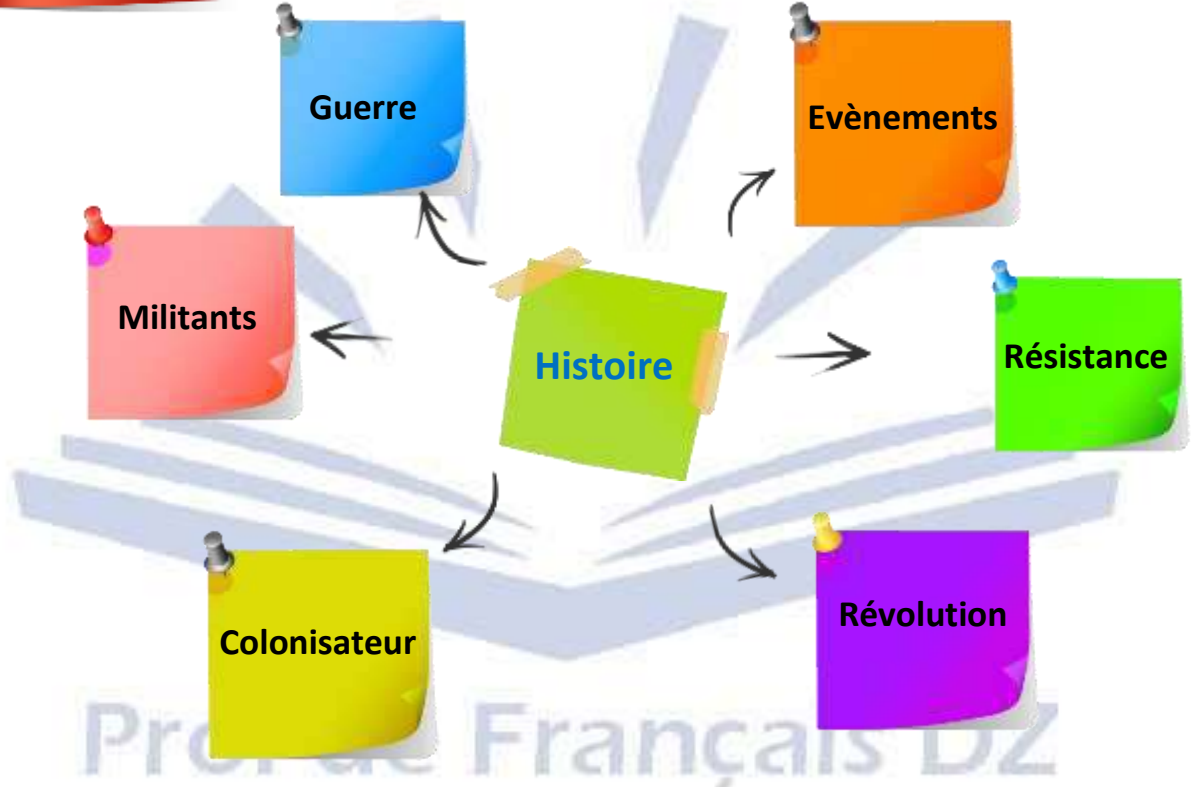 Guerre
Evènements
Militants
Histoire
Résistance
Colonisateur
Révolution
Prof de Français DZ